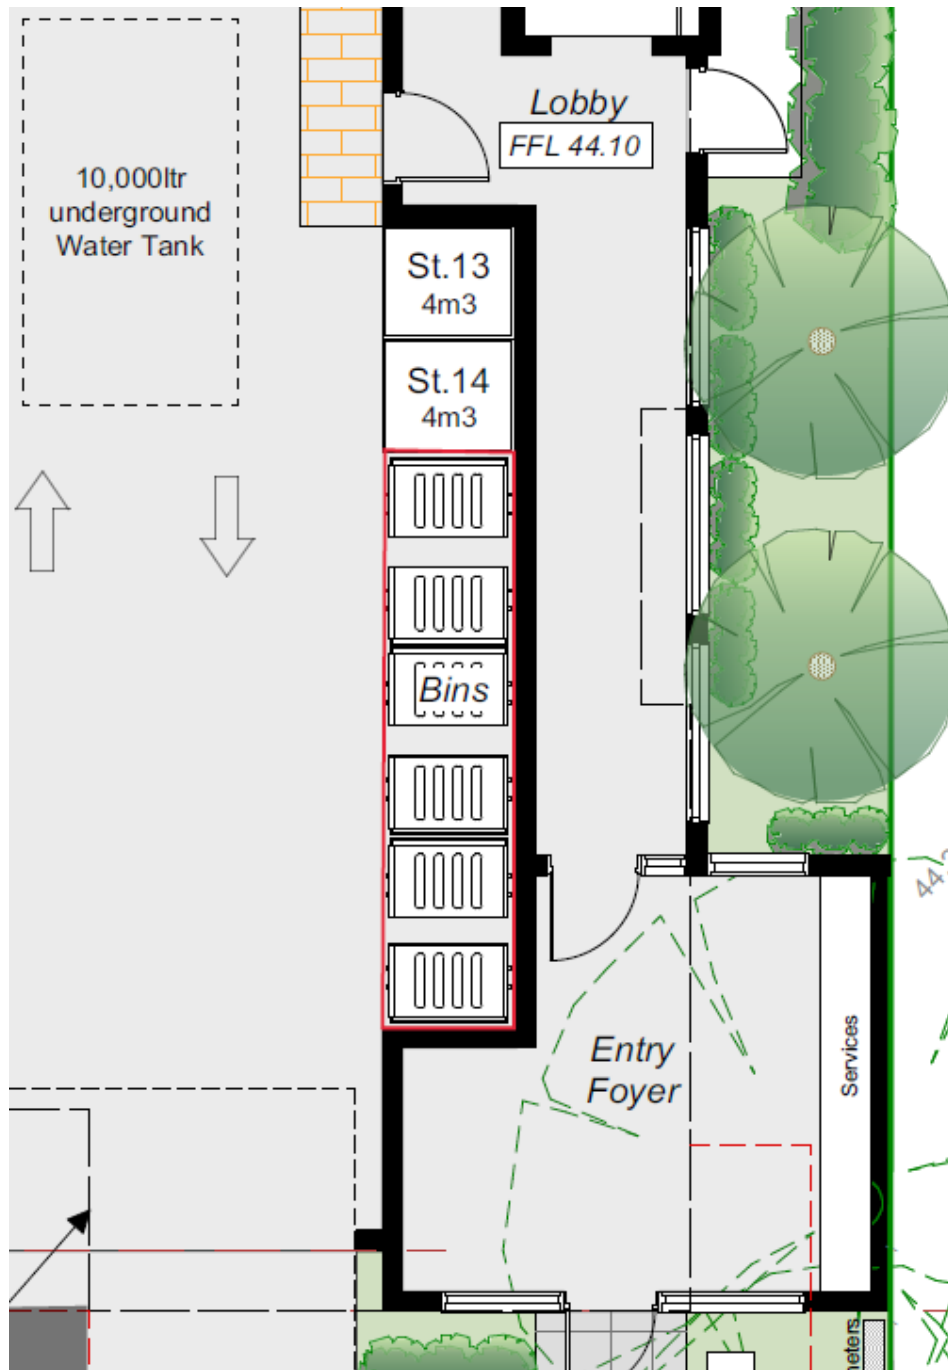 Lobby
FFL 44.10
10,000ltr
underground
Water Tank
St.13
4m3
St.14
4m3
Bins
Entry
Foyer
Services